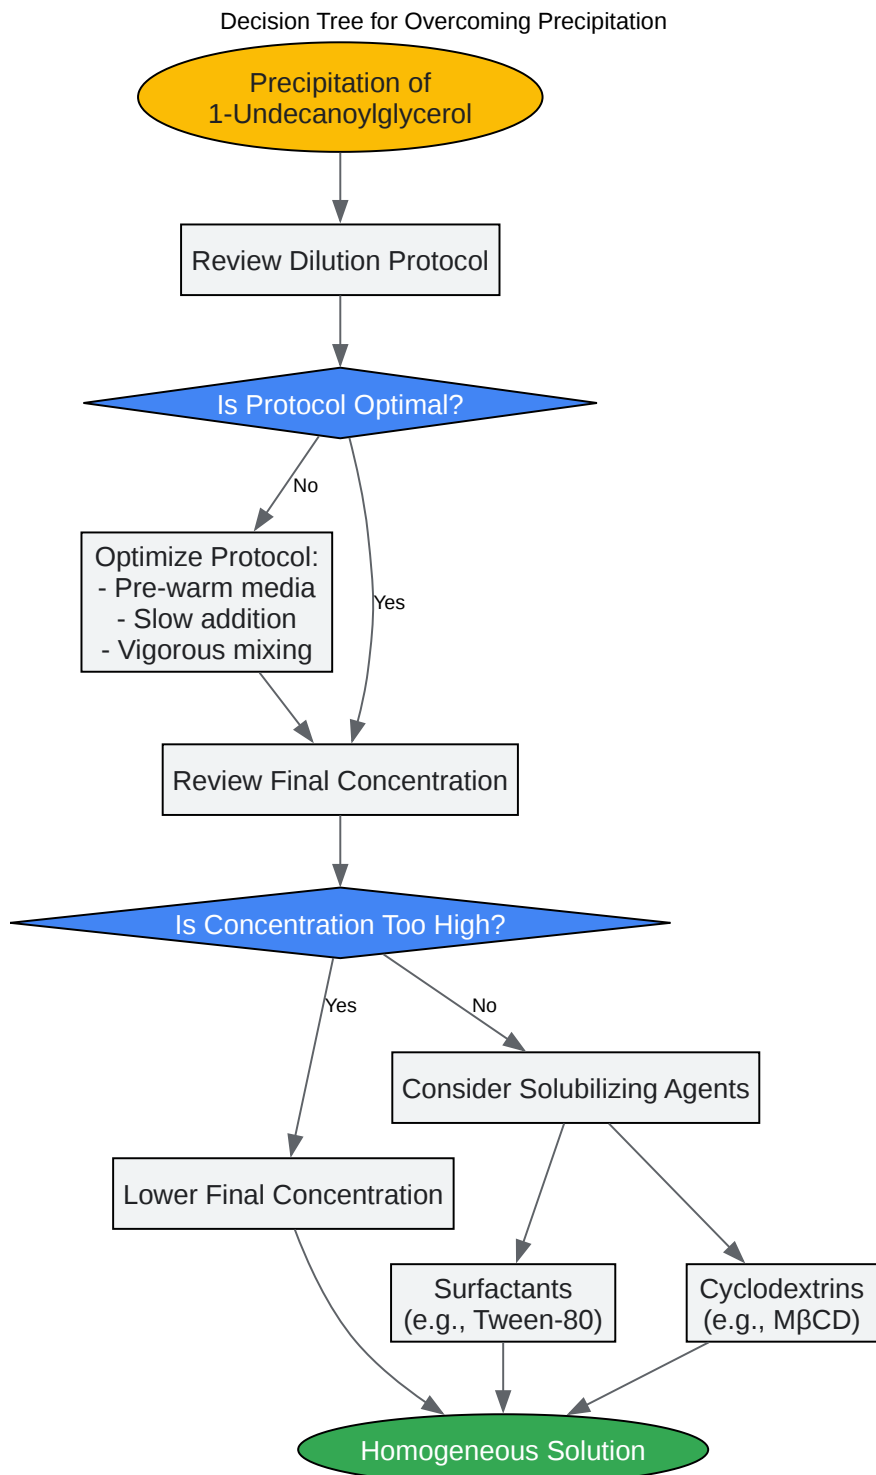 Decision Tree for Overcoming Precipitation
Precipitation of
1-Undecanoylglycerol
Review Dilution Protocol
Is Protocol Optimal?
No
Yes
Optimize Protocol:
- Pre-warm media
- Slow addition
- Vigorous mixing
Review Final Concentration
Is Concentration Too High?
Yes
No
Consider Solubilizing Agents
Lower Final Concentration
Surfactants
(e.g., Tween-80)
Cyclodextrins
(e.g., MβCD)
Homogeneous Solution